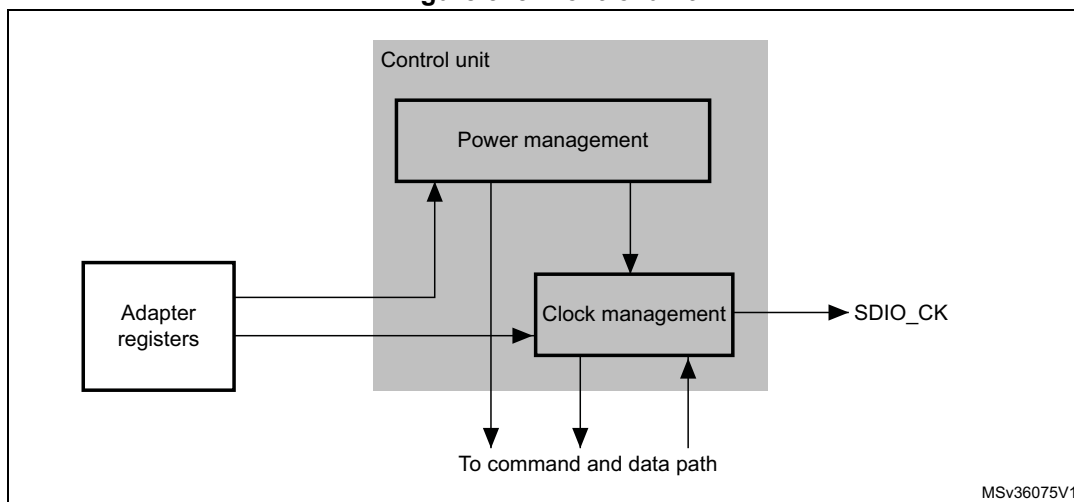 Control unit
Power management
Adapter
registers
Clock management
SDIO_CK
To command and data path
MSv36075V1